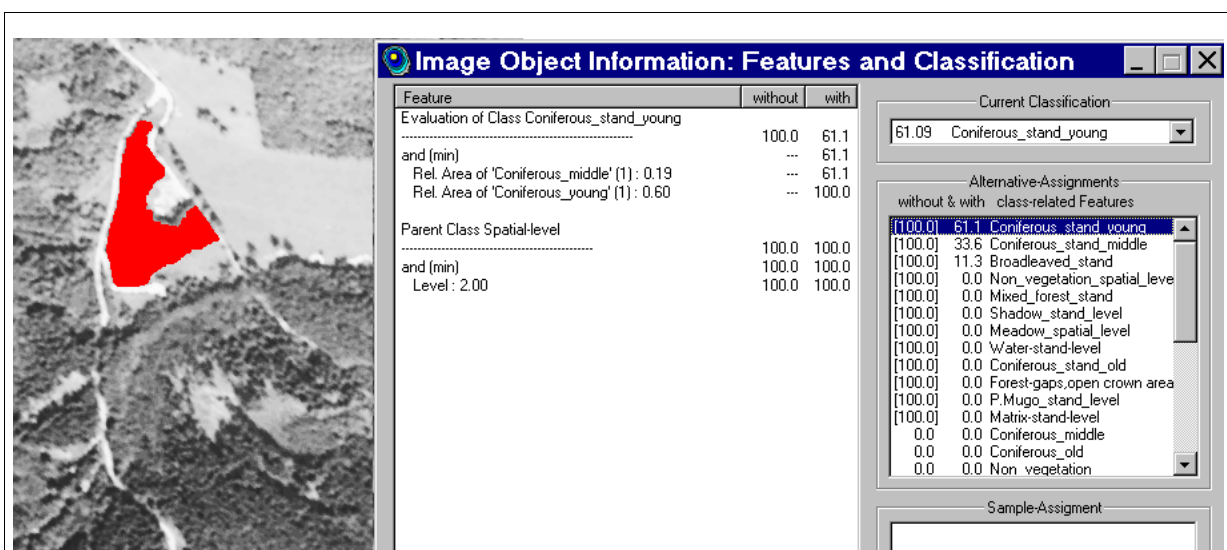 Image Object Information: Features and Classification
Feature without with
Evaluation of Class Coniferous_stand_young
---------------------------------------------------------- 100.0 61.1
and (min) --- 61.1
Rel. Area of 'Coniferous_middle' (1) : 0.19 --- 61.1
Rel. Area of 'Coniferous_young' (1) : 0.60 --- 100.0
Parent Class Spatial-level
------------------------------------------------ 100.0 100.0
and (min) 100.0 100.0
Level : 2.00 100.0 100.0
Current Classification
61.09 Coniferous_stand_young
Alternative-Assignments
without & with class-related Features
[100.0] 61.1 Coniferous_stand_young
[100.0] 33.6 Coniferous_stand_middle
[100.0] 11.3 Broadleaved_stand
[100.0] 0.0 Non_vegetation_spatial_leve
[100.0] 0.0 Mixed_forest_stand
[100.0] 0.0 Shadow_stand_level
[100.0] 0.0 Meadow_spatial_level
[100.0] 0.0 Water-stand-level
[100.0] 0.0 Coniferous_stand_old
[100.0] 0.0 Forest-gaps,open crown area
[100.0] 0.0 P.Mugo_stand_level
[100.0] 0.0 Matrix-stand-level
0.0 0.0 Coniferous_middle
0.0 0.0 Coniferous_old
0.0 0.0 Non_vegetation
Sample-Assigment